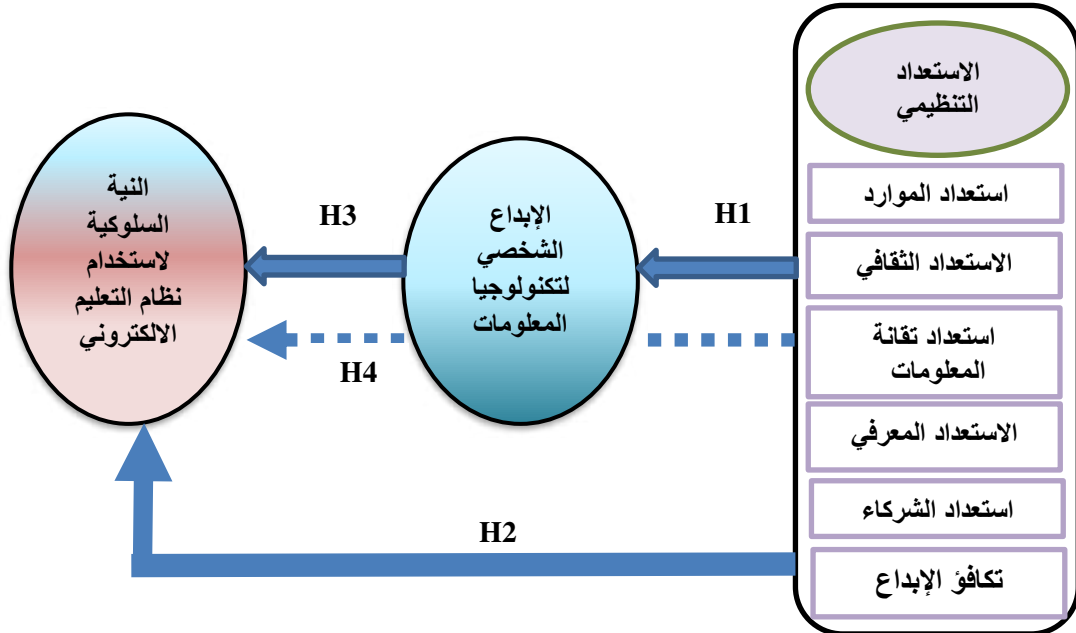 الاستعداد
التنظيمي
استعداد الموارد
الاستعداد الثقافي
استعداد تقانة
المعلومات
الاستعداد المعرفي
استعداد الشركاء
تكافؤ الإبداع
H1
الإبداع
الشخصي
لتكنولوجيا
المعلومات
H3
H4
H2
النية
السلوكية
لاستخدام
نظام التعليم
الالكتروني